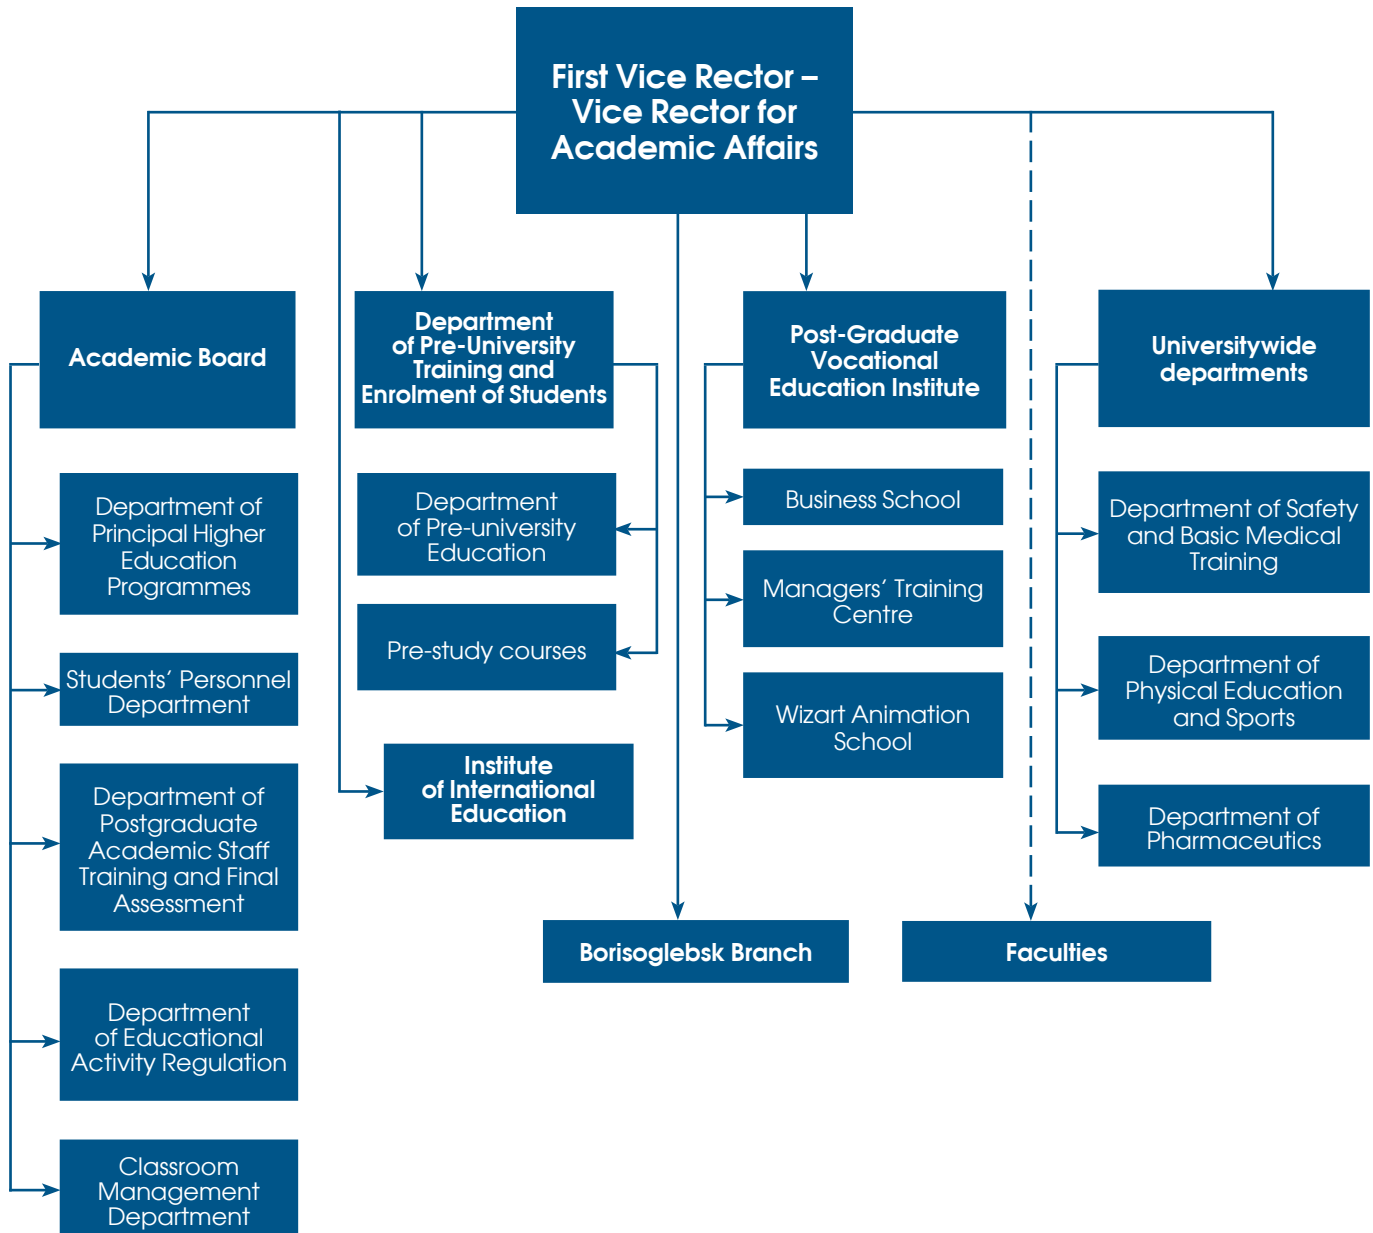 First Vice Rector –
Vice Rector for
Academic Affairs
Academic Board
Department of
Principal Higher
Education
Programmes
Students’ Personnel
Department
Department of
Postgraduate
Academic Staff
Training and Final
Assessment
Department
of Educational
Activity Regulation
Classroom
Management
Department
Department
of Pre-University
Training and
Enrolment of Students
Department
of Pre-university
Education
Pre-study courses
Institute
of International
Education
Borisoglebsk Branch
Post-Graduate
Vocational
Education Institute
Business School
Managers’ Training
Centre
Wizart Animation
School
Faculties
Universitywide
departments
Department of Safety
and Basic Medical
Training
Department of
Physical Education
and Sports
Department of
Pharmaceutics